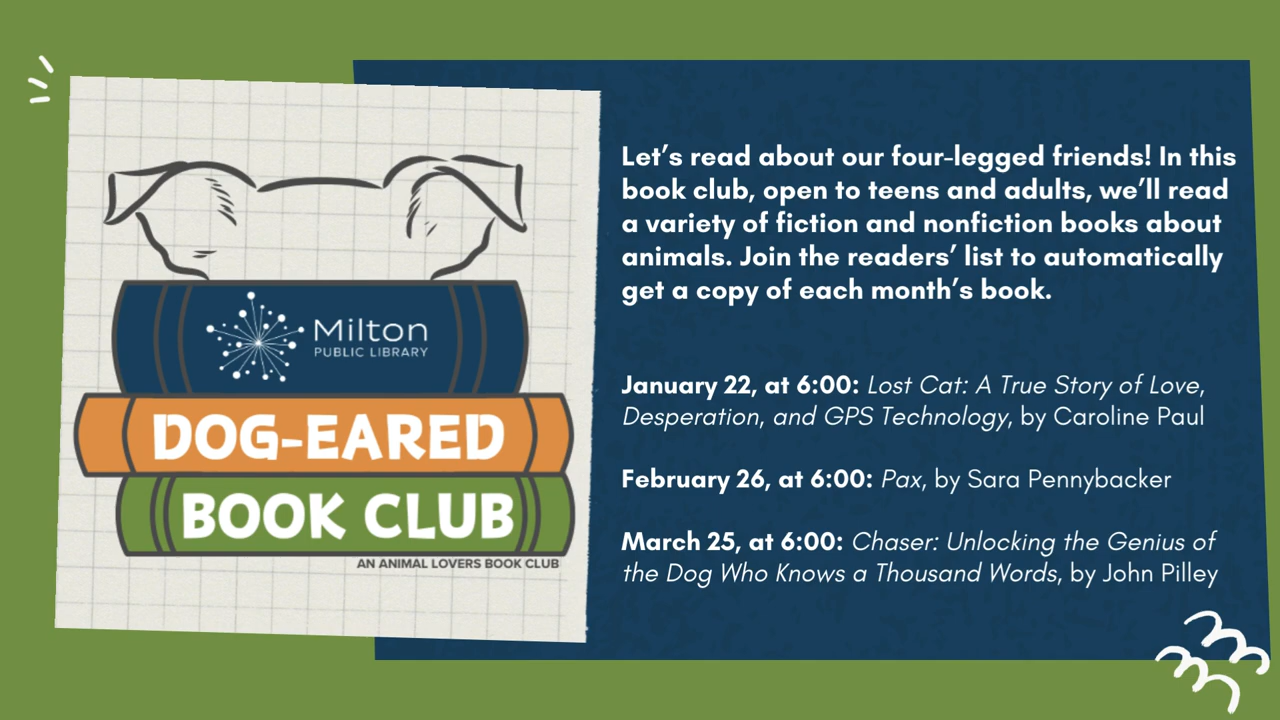 Milton
PUBLIC LIBRARY
DOG-EARED
BOOK CLUB
AN ANIMAL LOVERS BOOK CLUB
Let’s read about our four-legged friends! In this
book club, open to teens and adults, we’ll read
a variety of fiction and nonfiction books about
animals. Join the readers’ list to automatically
get a copy of each month’s book.
January 22, at 6:00: Lost Cat: A True Story of Love,
Desperation, and GPS Technology, by Caroline Paul
February 26, at 6:00: Pax, by Sara Pennybacker
March 25, at 6:00: Chaser: Unlocking the Genius of
the Dog Who Knows a Thousand Words, by John Pilley